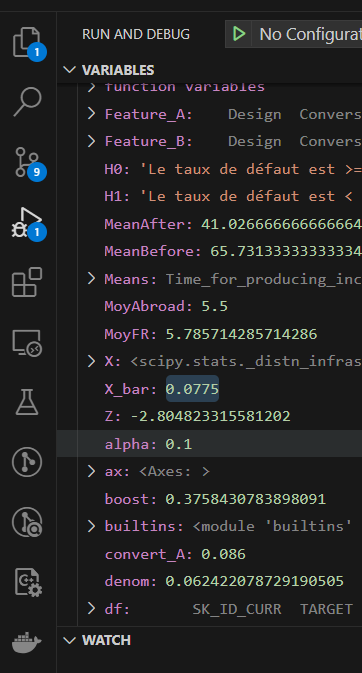 RUN AND DEBUG
No Configurat
VARIABLES
function variables
Feature_A: Design Convers
Feature_B: Design Convers
H0: 'Le taux de défaut est >=
H1: 'Le taux de défaut est <
MeanAfter: 41.026666666666664
MeanBefore: 65.73133333333334
Means: Time_for_producing_inc
MoyAbroad: 5.5
MoyFR: 5.785714285714286
X: <scipy.stats._distn_infras
X_bar: 0.0775
Z: -2.804823315581202
alpha: 0.1
ax: <Axes: >
boost: 0.3758430783898091
builtins: <module 'builtins'
convert_A: 0.086
denom: 0.062422078729190505
df: SK_ID_CURR TARGET
WATCH
1
9
1